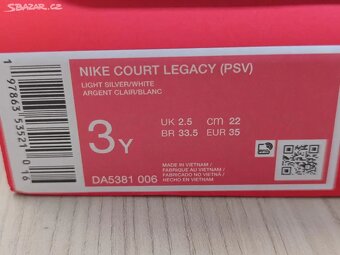 SBAZAR.CZ
NIKE COURT LEGACY (PSV)
LIGHT SILVER/WHITE
ARGENT CLAIR/BLANC
3Y
UK 2.5 cm 22
BR 33.5 EUR 35
MADE IN VIETNAM /
FABRIQUE AU VIETNAM /
FABRICADO NO VIETNÃ /
HECHO EN VIETNAM
DA5381 006